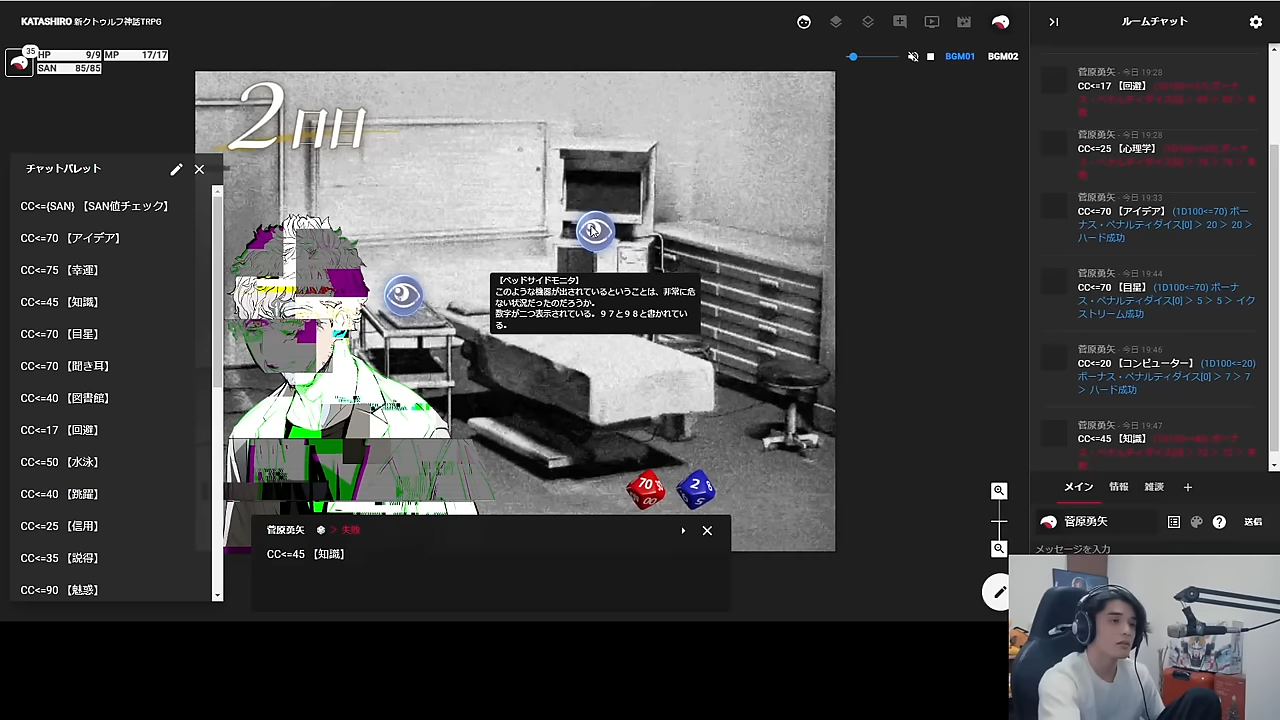 KATASHIRO 新クトゥルフ神話TRPG
35
HP 9/9 MP 17/17
SAN 85/85
BGM01 BGM02
2日目
チャットパレット
CC<={SAN} 【SAN値チェック】
CC<=70 【アイデア】
CC<=75 【幸運】
CC<=45 【知識】
CC<=70 【目星】
CC<=70 【聞き耳】
CC<=40 【図書館】
CC<=17 【回避】
CC<=50 【水泳】
CC<=40 【跳躍】
CC<=25 【信用】
CC<=35 【説得】
CC<=90 【魅惑】
【ベッドサイドモニタ】
このような機器が出されているということは、非常に危
ない状況だったのだろうか。
数字が二つ表示されている。９７と９８と書かれてい
る。
70
00
2
菅原勇矢 > 失敗
CC<=45 【知識】
ルームチャット
菅原勇矢 - 今日 19:28
CC<=17 【回避】
菅原勇矢 - 今日 19:28
CC<=25 【心理学】
菅原勇矢 - 今日 19:33
CC<=70 【アイデア】 (1D100<=70) ボー
ナス・ペナルティダイス[0] > 20 > 20 >
ハード成功
菅原勇矢 - 今日 19:44
CC<=70 【目星】 (1D100<=70) ボーナ
ス・ペナルティダイス[0] > 5 > 5 > イク
ストリーム成功
菅原勇矢 - 今日 19:46
CC<=20 【コンピューター】 (1D100<=20)
ボーナス・ペナルティダイス[0] > 7 > 7
> ハード成功
菅原勇矢 - 今日 19:47
CC<=45 【知識】
メイン 情報 雑談 +
菅原勇矢
送信
メッセージを入力